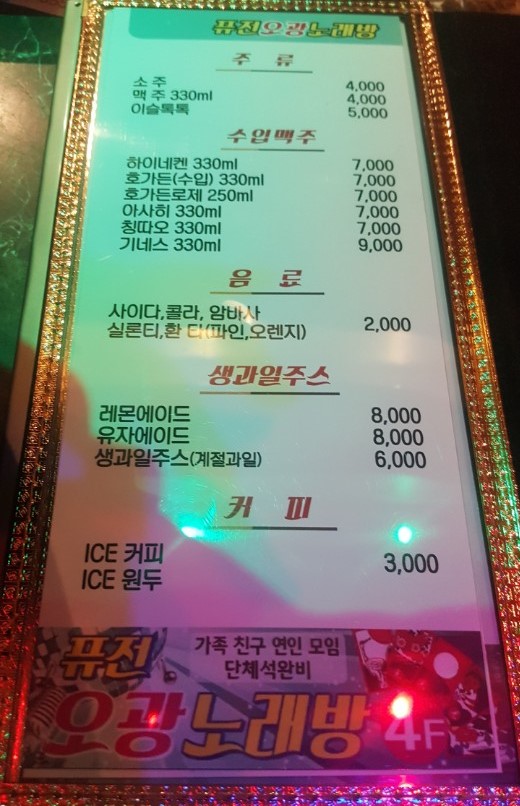 퓨전오광노래방
주 류
소 주 4,000
맥 주 330ml 4,000
이슬톡톡 5,000
수입맥주
하이네켄 330ml 7,000
호가든(수입) 330ml 7,000
호가든로제 250ml 7,000
아사히 330ml 7,000
칭따오 330ml 7,000
기네스 330ml 9,000
음 료
사이다,콜라, 암바사
실론티,환 타(파인,오렌지) 2,000
생과일주스
레몬에이드 8,000
유자에이드 8,000
생과일주스(계절과일) 6,000
커 피
ICE 커피 3,000
ICE 원두
퓨전 가족 친구 연인 모임
단체석완비
오광노래방 4F